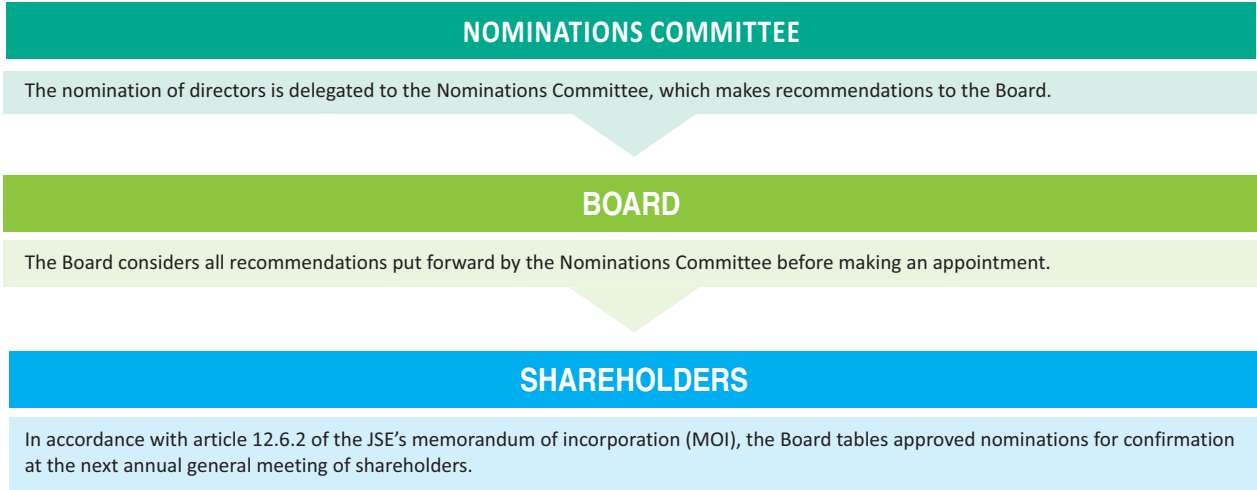 NOMINATIONS COMMITTEE
The nomination of directors is delegated to the Nominations Committee, which makes recommendations to the Board.
BOARD
The Board considers all recommendations put forward by the Nominations Committee before making an appointment.
SHAREHOLDERS
In accordance with article 12.6.2 of the JSE’s memorandum of incorporation (MOI), the Board tables approved nominations for confirmation
at the next annual general meeting of shareholders.